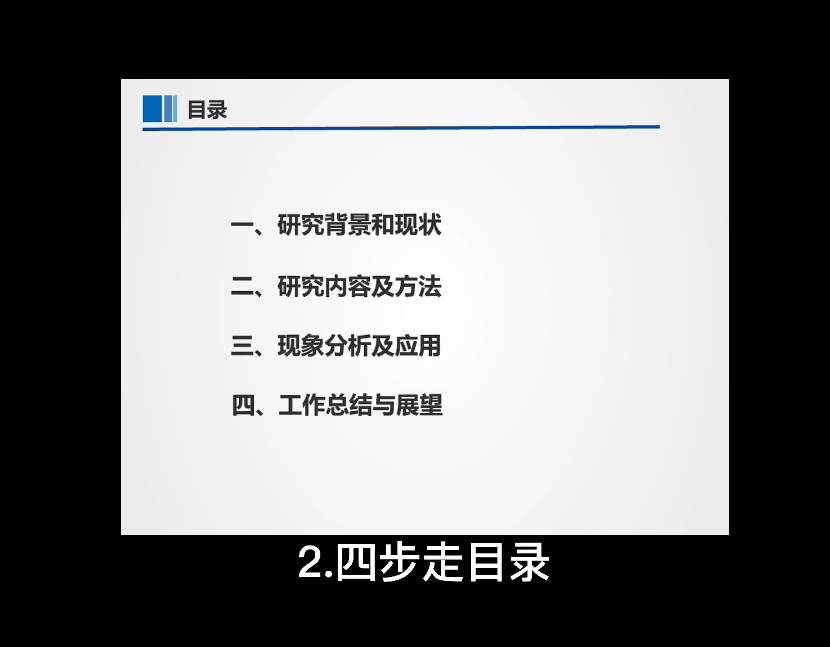 目录
一、研究背景和现状
二、研究内容及方法
三、现象分析及应用
四、工作总结与展望
2.四步走目录